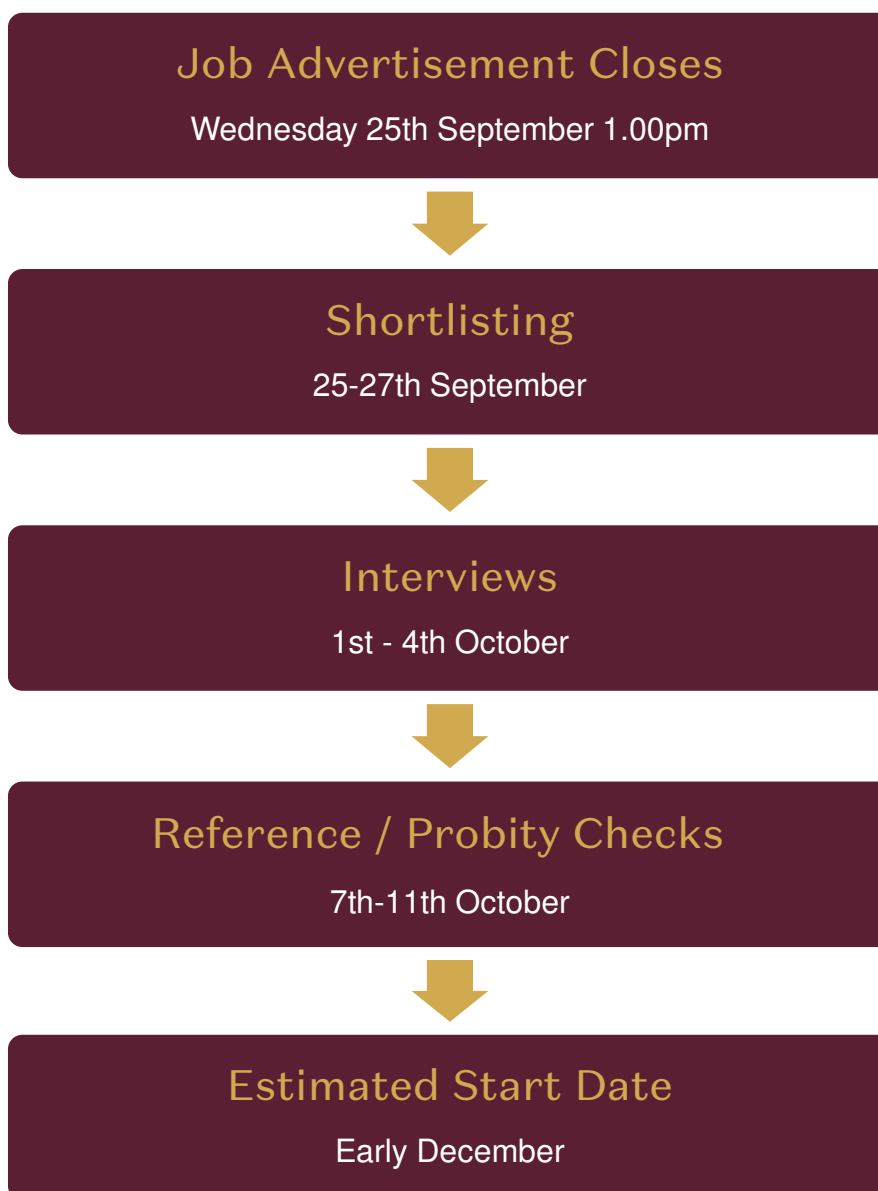 Job Advertisement Closes
Wednesday 25th September 1.00pm
Shortlisting
25-27th September
Interviews
1st - 4th October
Reference / Probity Checks
7th-11th October
Estimated Start Date
Early December